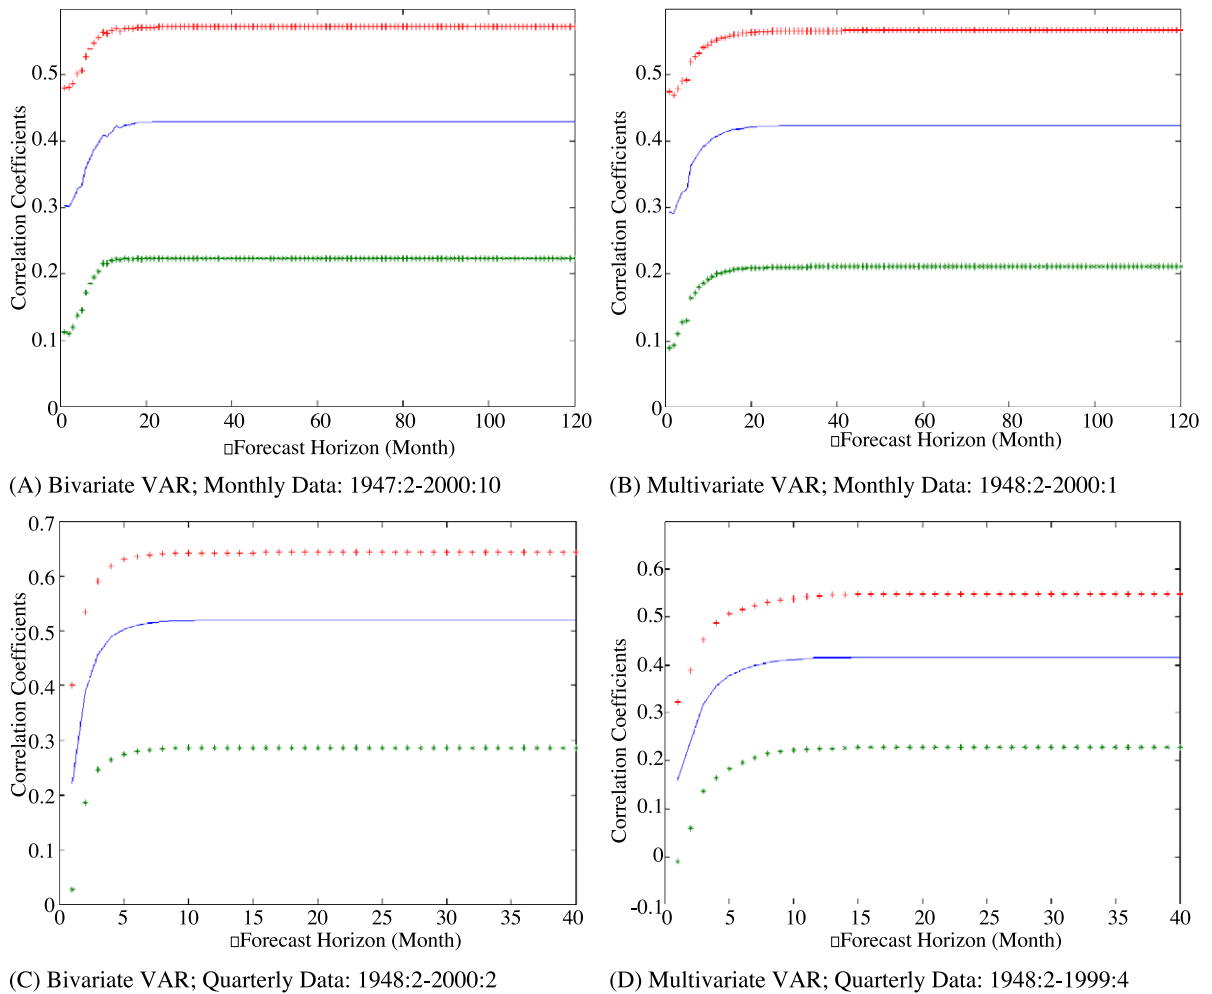 Correlation Coefficients
0.5
0.4
0.3
0.2
0.1
0
0 20 40 60 80 100 120
□Forecast Horizon (Month)
(A) Bivariate VAR; Monthly Data: 1947:2-2000:10
Correlation Coefficients
0.5
0.4
0.3
0.2
0.1
0
0 20 40 60 80 100 120
□Forecast Horizon (Month)
(B) Multivariate VAR; Monthly Data: 1948:2-2000:1
Correlation Coefficients
0.7
0.6
0.5
0.4
0.3
0.2
0.1
0
0 5 10 15 20 25 30 35 40
□Forecast Horizon (Month)
(C) Bivariate VAR; Quarterly Data: 1948:2-2000:2
Correlation Coefficients
0.6
0.5
0.4
0.3
0.2
0.1
0
-0.1
0 5 10 15 20 25 30 35 40
□Forecast Horizon (Month)
(D) Multivariate VAR; Quarterly Data: 1948:2-1999:4